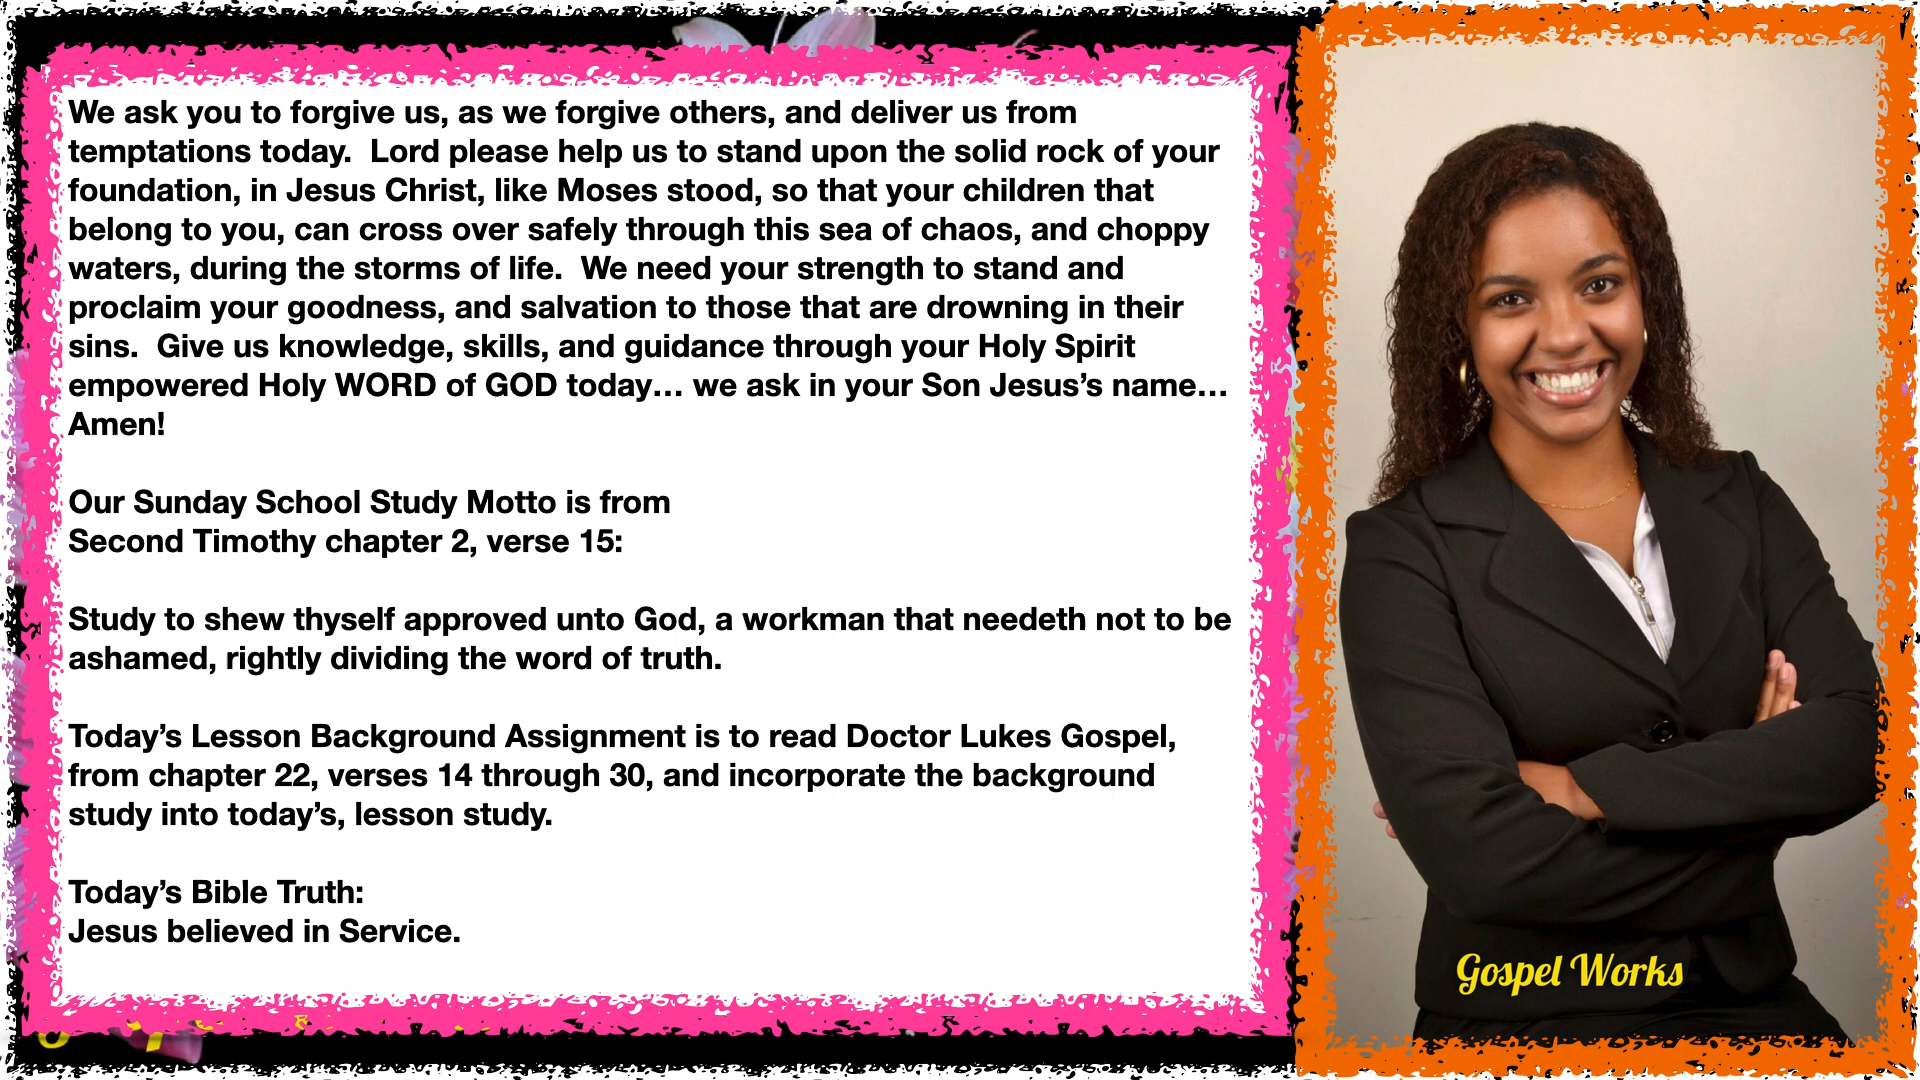 We ask you to forgive us, as we forgive others, and deliver us from
temptations today.  Lord please help us to stand upon the solid rock of your
foundation, in Jesus Christ, like Moses stood, so that your children that
belong to you, can cross over safely through this sea of chaos, and choppy
waters, during the storms of life.  We need your strength to stand and
proclaim your goodness, and salvation to those that are drowning in their
sins.  Give us knowledge, skills, and guidance through your Holy Spirit
empowered Holy WORD of GOD today… we ask in your Son Jesus’s name…
Amen!
Our Sunday School Study Motto is from
Second Timothy chapter 2, verse 15:
Study to shew thyself approved unto God, a workman that needeth not to be
ashamed, rightly dividing the word of truth.
Today’s Lesson Background Assignment is to read Doctor Lukes Gospel,
from chapter 22, verses 14 through 30, and incorporate the background
study into today’s, lesson study.
Today’s Bible Truth:
Jesus believed in Service.
Gospel Works